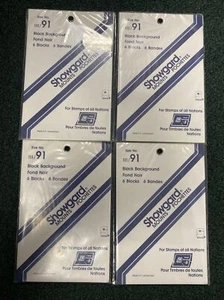 Size No.
91
Black Background
Fond Noir
6 Blocks 6 Bandes
Showgard®
MOUNTS POCHETTES
For Stamps of all Nations
Pour Timbres de Toutes
Nations
Size No.
91
Black Background
Fond Noir
6 Blocks 6 Bandes
Showgard®
MOUNTS POCHETTES
For Stamps of all Nations
Pour Timbres de Toutes
Nations
Size No.
91
Black Background
Fond Noir
6 Blocks 6 Bandes
Showgard®
MOUNTS POCHETTES
For Stamps of all Nations
Pour Timbres de Toutes
Nations
Size No.
91
Black Background
Fond Noir
6 Blocks 6 Bandes
Showgard®
MOUNTS POCHETTES
For Stamps of all Nations
Pour Timbres de Toutes
Nations